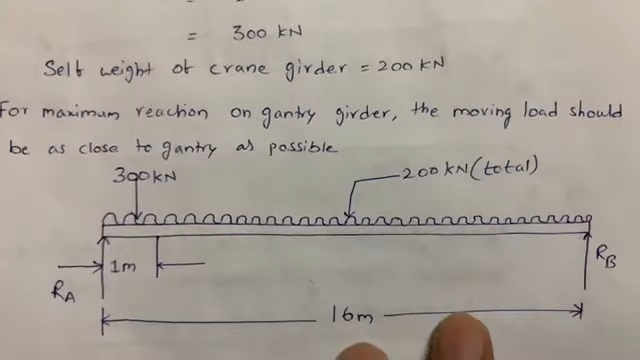 = 300 KN
Self weight of crane girder = 200 KN
For maximum reaction on gantry girder, the moving load should
be as close to gantry as possible
300KN
200 KN (total)
1m
RA
RB
16m